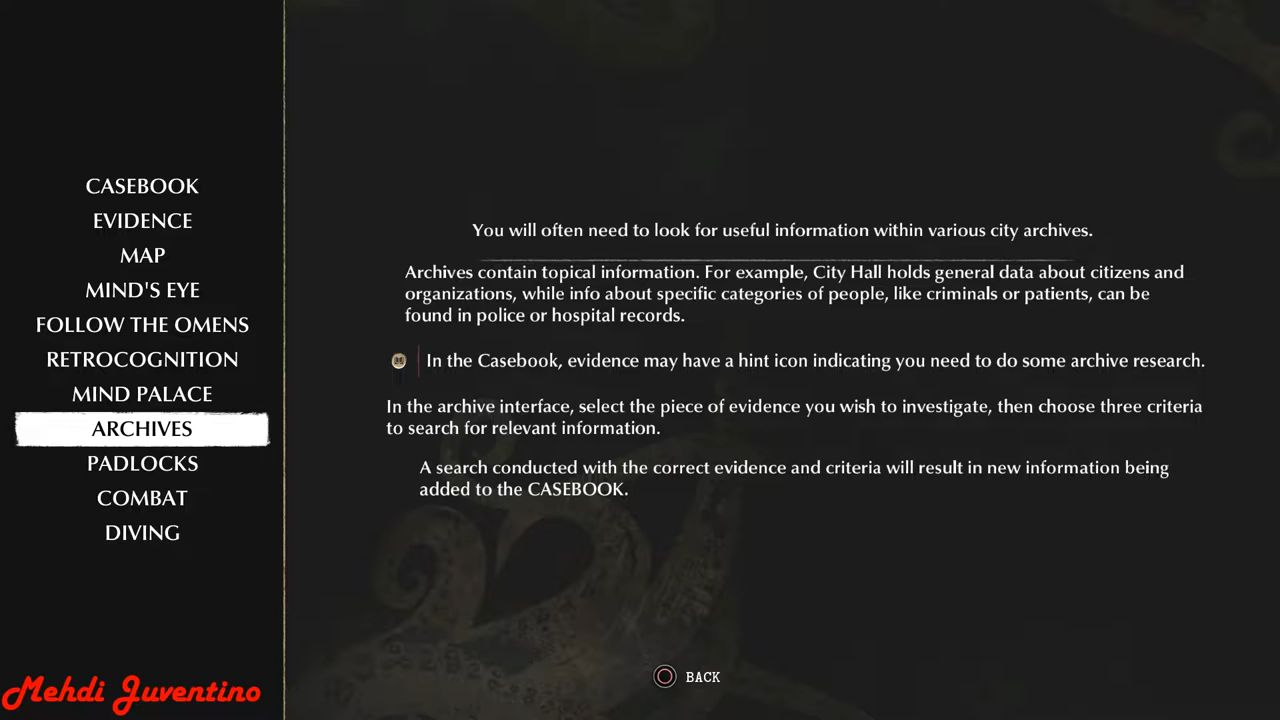 CASEBOOK
EVIDENCE
MAP
MIND'S EYE
FOLLOW THE OMENS
RETROCOGNITION
MIND PALACE
ARCHIVES
PADLOCKS
COMBAT
DIVING
You will often need to look for useful information within various city archives.
Archives contain topical information. For example, City Hall holds general data about citizens and
organizations, while info about specific categories of people, like criminals or patients, can be
found in police or hospital records.
In the Casebook, evidence may have a hint icon indicating you need to do some archive research.
In the archive interface, select the piece of evidence you wish to investigate, then choose three criteria
to search for relevant information.
A search conducted with the correct evidence and criteria will result in new information being
added to the CASEBOOK.
BACK
Mehdi Juventino